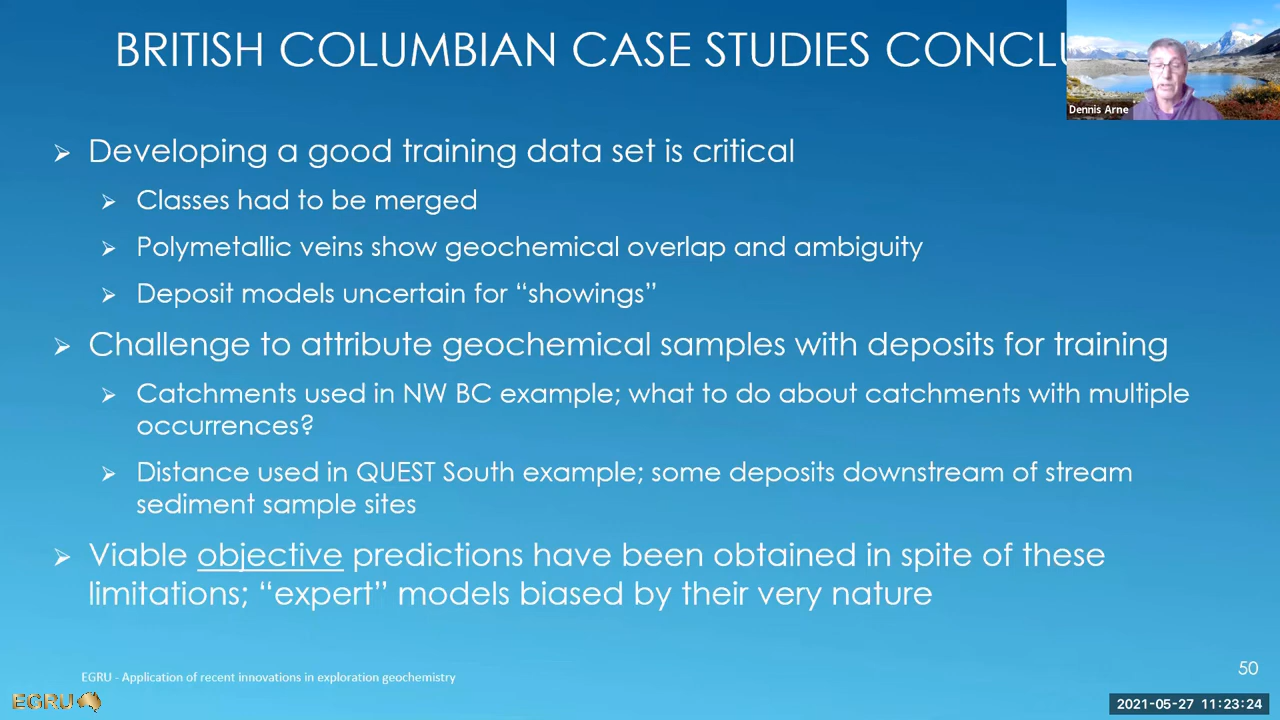 BRITISH COLUMBIAN CASE STUDIES CONCLU
Dennis Arne
➢ Developing a good training data set is critical
➢ Classes had to be merged
➢ Polymetallic veins show geochemical overlap and ambiguity
➢ Deposit models uncertain for “showings”
➢ Challenge to attribute geochemical samples with deposits for training
➢ Catchments used in NW BC example; what to do about catchments with multiple
occurrences?
➢ Distance used in QUEST South example; some deposits downstream of stream
sediment sample sites
➢ Viable objective predictions have been obtained in spite of these
limitations; “expert” models biased by their very nature
EGRU - Application of recent innovations in exploration geochemistry
50
EGRU
2021-05-27 11:23:24